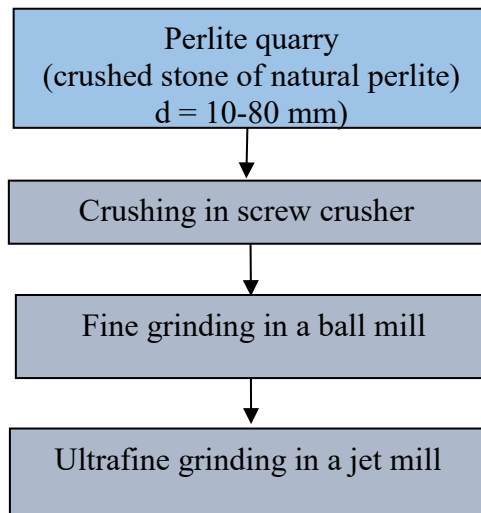 Perlite quarry
(crushed stone of natural perlite)
d = 10-80 mm)
Crushing in screw crusher
Fine grinding in a ball mill
Ultrafine grinding in a jet mill